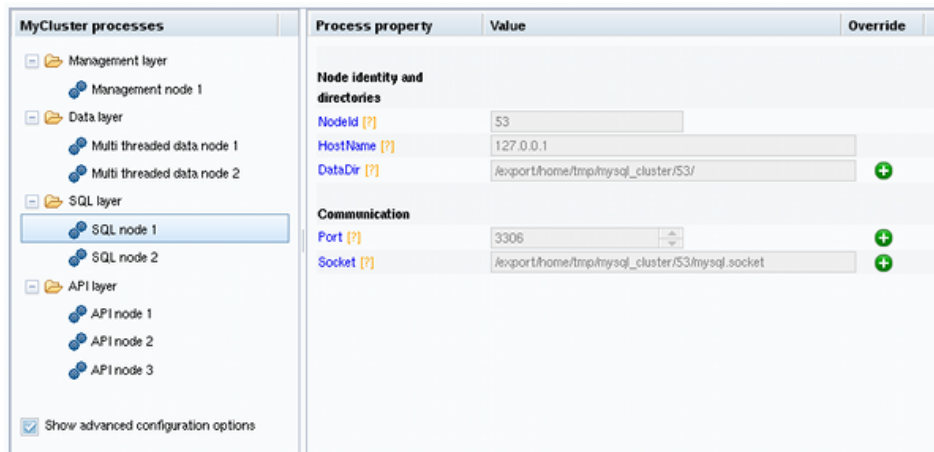 MyCluster processes
Management layer
Management node 1
Data layer
Multi threaded data node 1
Multi threaded data node 2
SQL layer
SQL node 1
SQL node 2
API layer
API node 1
API node 2
API node 3
Show advanced configuration options
Process property Value Override
Node identity and
directories
NodeId [?] 53
HostName [?] 127.0.0.1
DataDir [?] /export/home/tmp/mysql_cluster/53/
Communication
Port [?] 3306
Socket [?] /export/home/tmp/mysql_cluster/53/mysql.socket